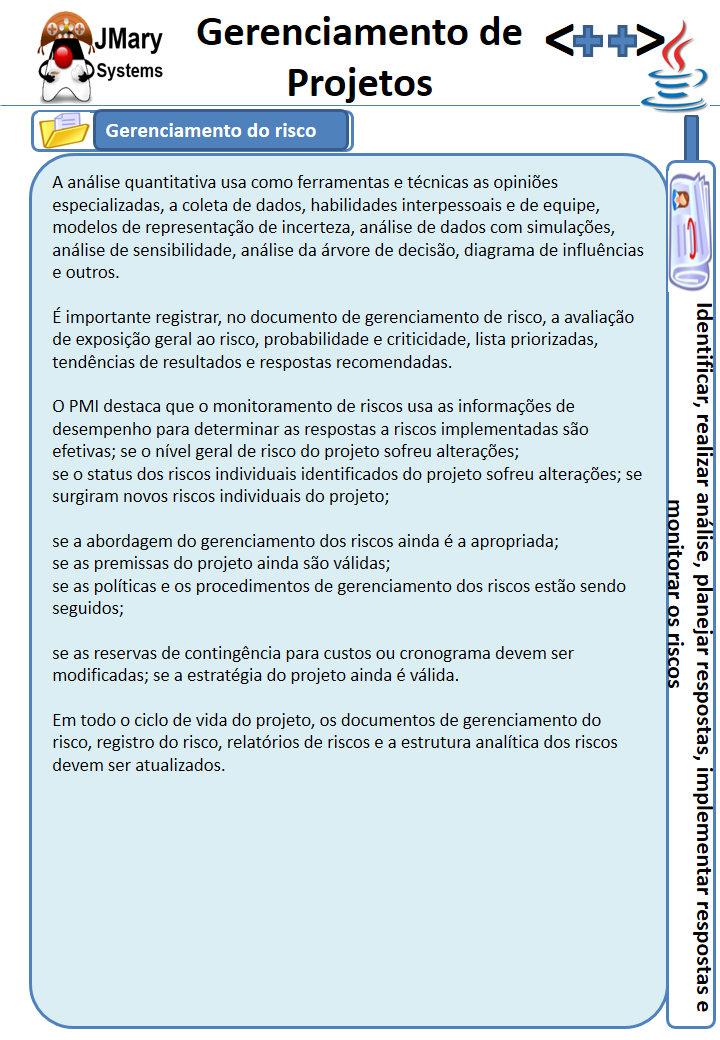 JMary
Systems
Gerenciamento de
Projetos
<++>
Gerenciamento do risco
A análise quantitativa usa como ferramentas e técnicas as opiniões
especializadas, a coleta de dados, habilidades interpessoais e de equipe,
modelos de representação de incerteza, análise de dados com simulações,
análise de sensibilidade, análise da árvore de decisão, diagrama de influências
e outros.
É importante registrar, no documento de gerenciamento de risco, a avaliação
de exposição geral ao risco, probabilidade e criticidade, lista priorizadas,
tendências de resultados e respostas recomendadas.
O PMI destaca que o monitoramento de riscos usa as informações de
desempenho para determinar as respostas a riscos implementadas são
efetivas; se o nível geral de risco do projeto sofreu alterações;
se o status dos riscos individuais identificados do projeto sofreu alterações; se
surgiram novos riscos individuais do projeto;
se a abordagem do gerenciamento dos riscos ainda é a apropriada;
se as premissas do projeto ainda são válidas;
se as políticas e os procedimentos de gerenciamento dos riscos estão sendo
seguidos;
se as reservas de contingência para custos ou cronograma devem ser
modificadas; se a estratégia do projeto ainda é válida.
Em todo o ciclo de vida do projeto, os documentos de gerenciamento do
risco, registro do risco, relatórios de riscos e a estrutura analítica dos riscos
devem ser atualizados.
Identificar, realizar análise, planejar respostas, implementar respostas e
monitorar os riscos